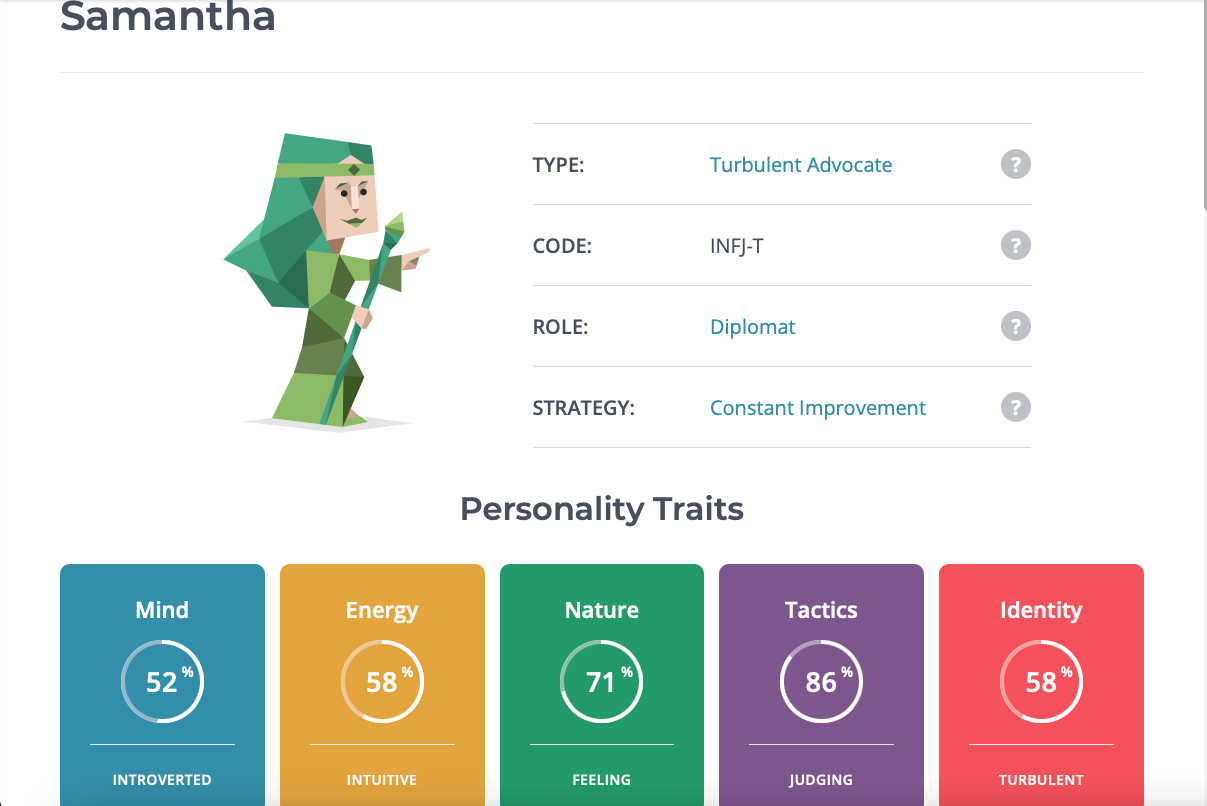 Samantha
TYPE: Turbulent Advocate ?
CODE: INFJ-T ?
ROLE: Diplomat ?
STRATEGY: Constant Improvement ?
Personality Traits
Mind Energy Nature Tactics Identity
52% 58% 71% 86% 58%
INTROVERTED INTUITIVE FEELING JUDGING TURBULENT